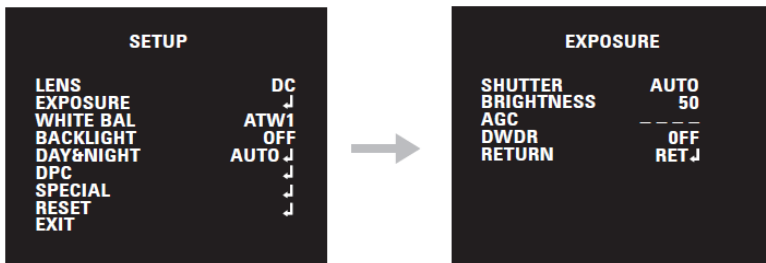 SETUP
LENS DC
EXPOSURE ↲
WHITE BAL ATW1
BACKLIGHT OFF
DAY&NIGHT AUTO↲
DPC ↲
SPECIAL ↲
RESET ↲
EXIT
EXPOSURE
SHUTTER AUTO
BRIGHTNESS 50
AGC – – – –
DWDR OFF
RETURN RET↲